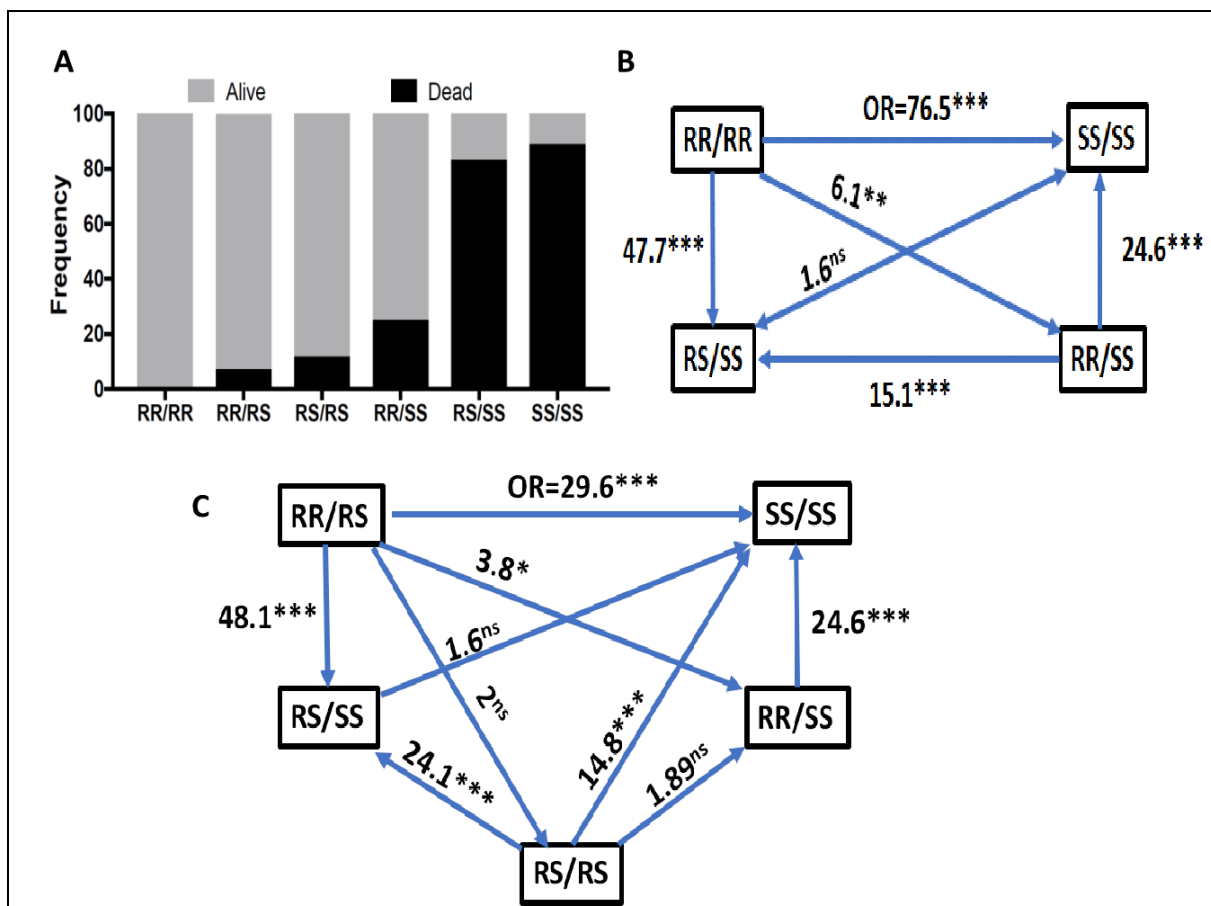 A
Alive Dead
100
80
60
40
20
0
Frequency
RR/RR RR/RS RS/RS RR/SS RS/SS SS/SS
B
OR=76.5***
RR/RR SS/SS
6.1**
47.7*** 1.6ns 24.6***
RS/SS RR/SS
15.1***
C
OR=29.6***
RR/RS SS/SS
3.8*
48.1*** 1.6ns 24.6***
2ns
RS/SS RR/SS
24.1*** 14.8*** 1.89ns
RS/RS